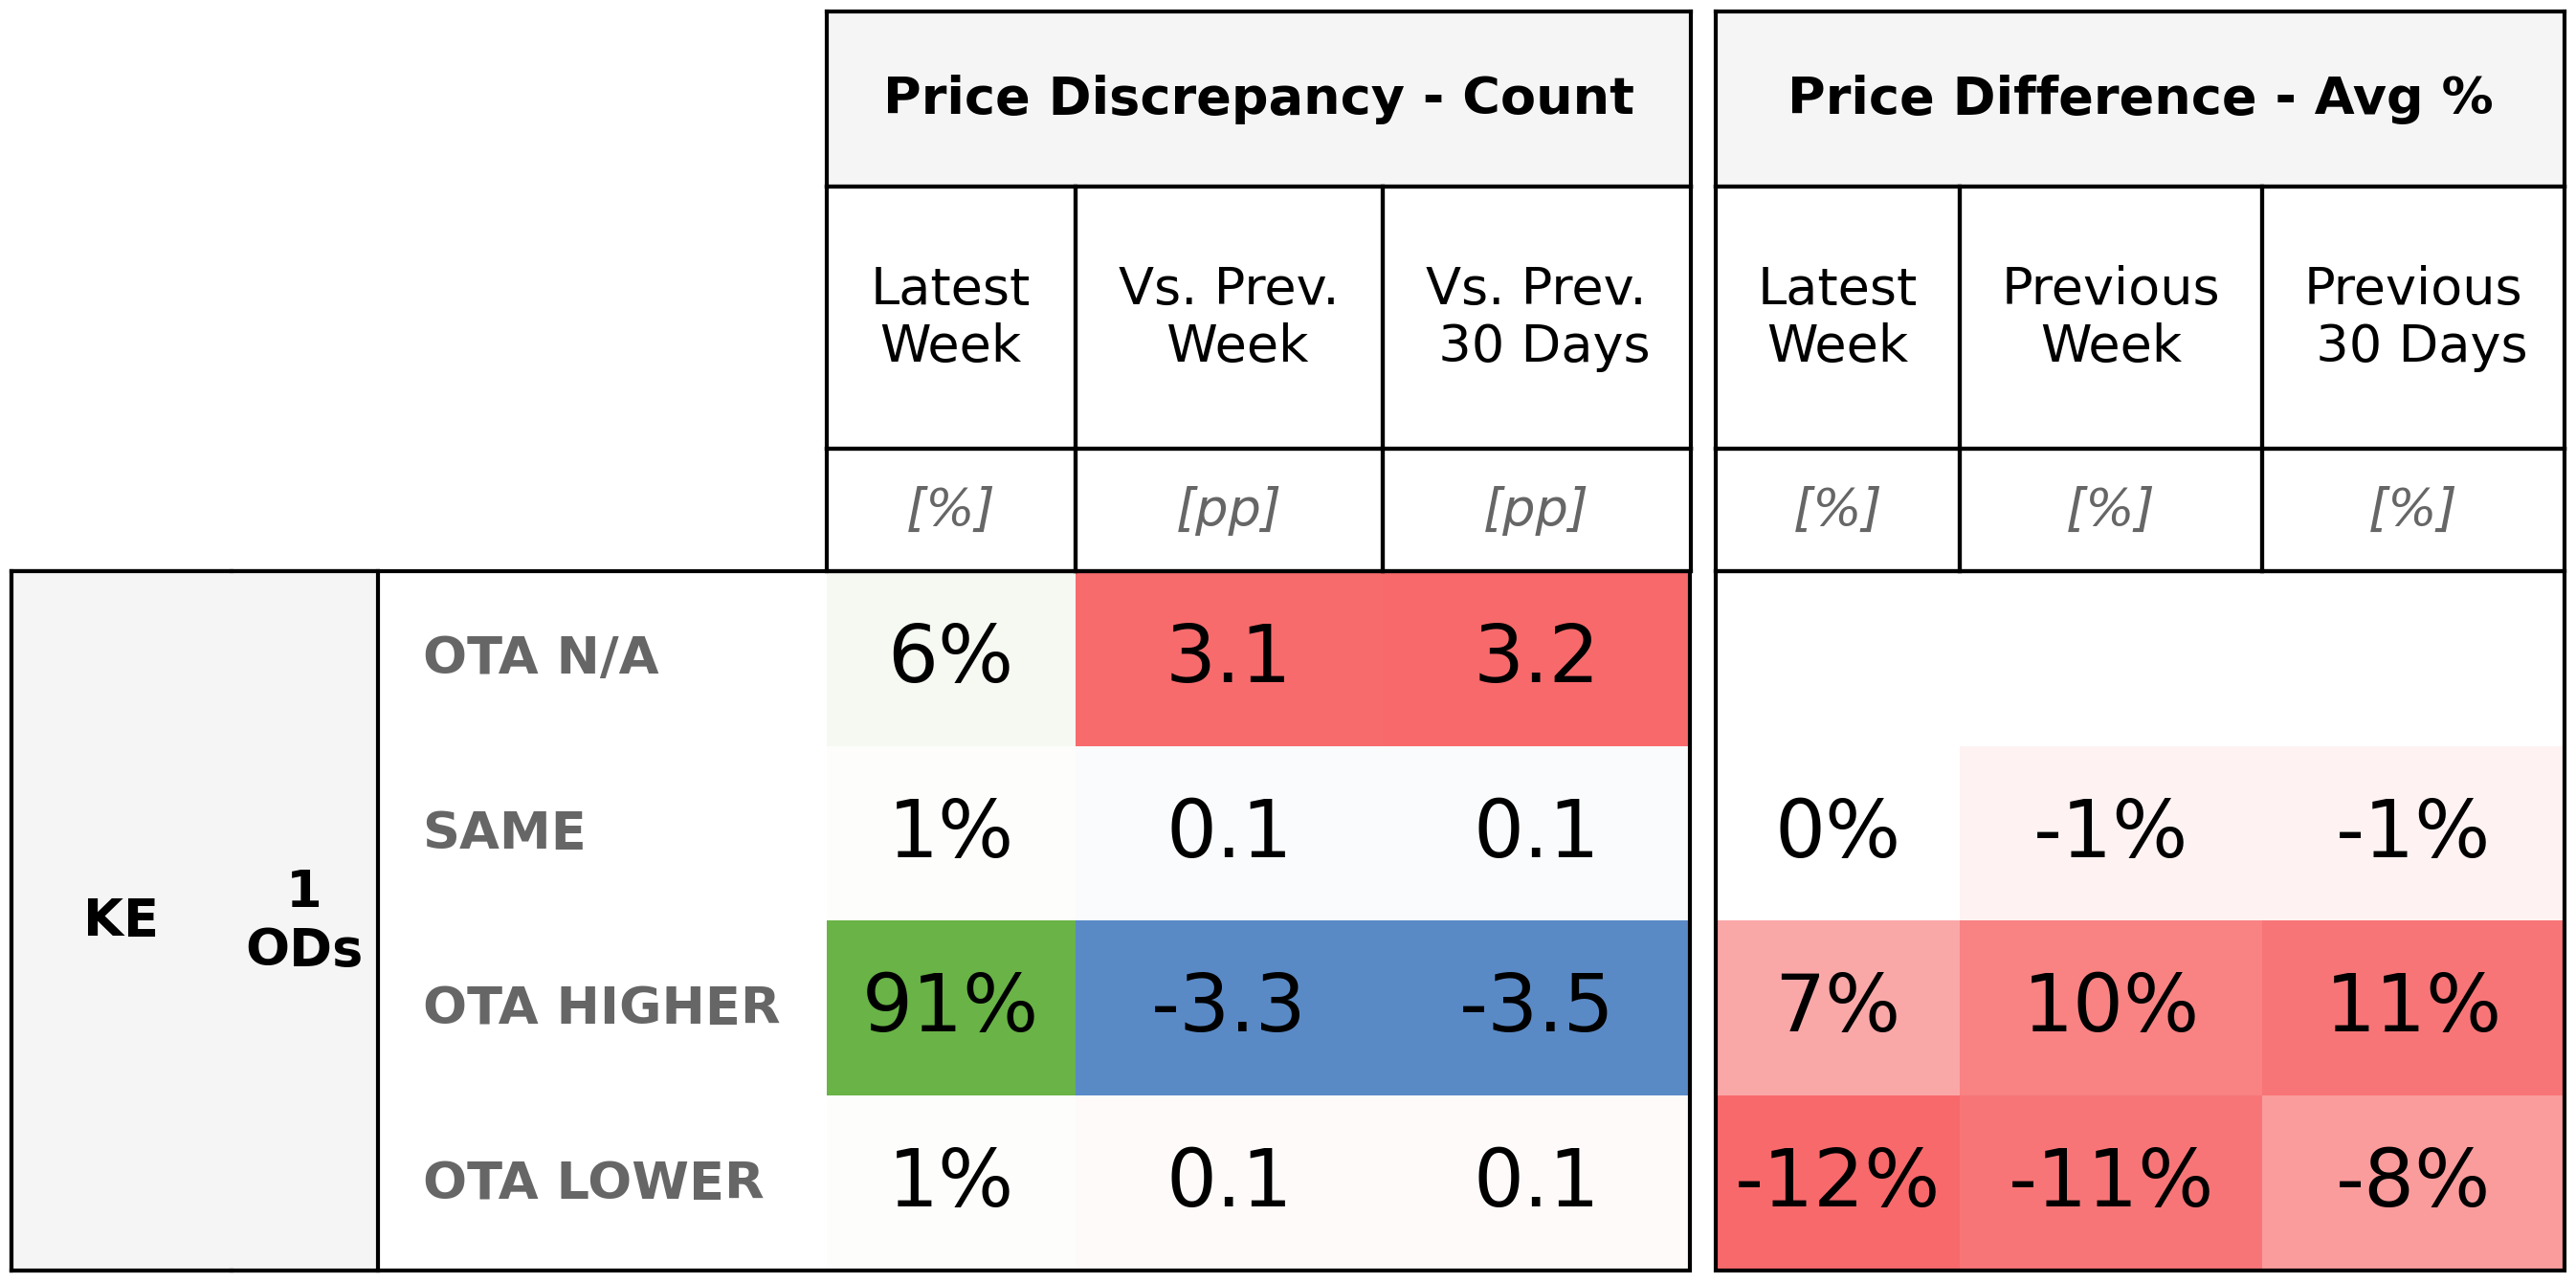 Price Discrepancy - Count Price Difference - Avg %
Latest Week Vs. Prev. Week Vs. Prev. 30 Days Latest Week Previous Week Previous 30 Days
[%] [pp] [pp] [%] [%] [%]
KE
1 ODs
OTA N/A 6% 3.1 3.2
SAME 1% 0.1 0.1 0% -1% -1%
OTA HIGHER 91% -3.3 -3.5 7% 10% 11%
OTA LOWER 1% 0.1 0.1 -12% -11% -8%